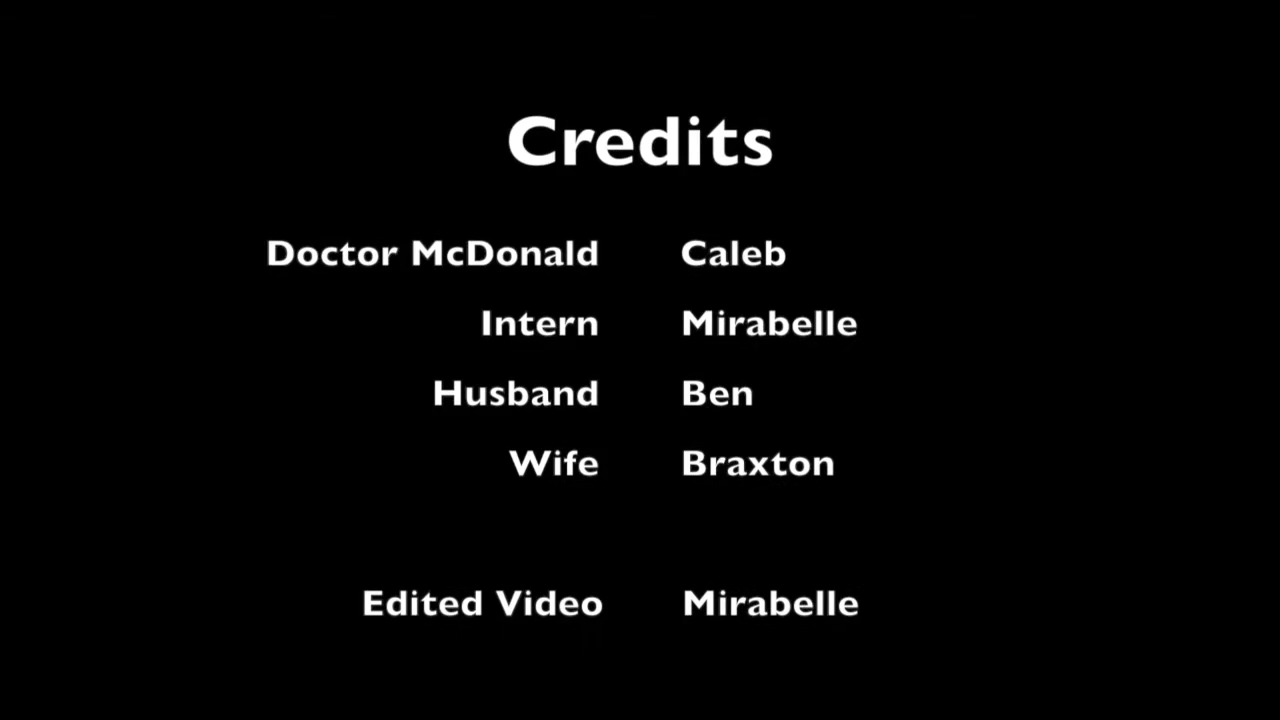 Credits
Doctor McDonald Caleb
Intern Mirabelle
Husband Ben
Wife Braxton
Edited Video Mirabelle